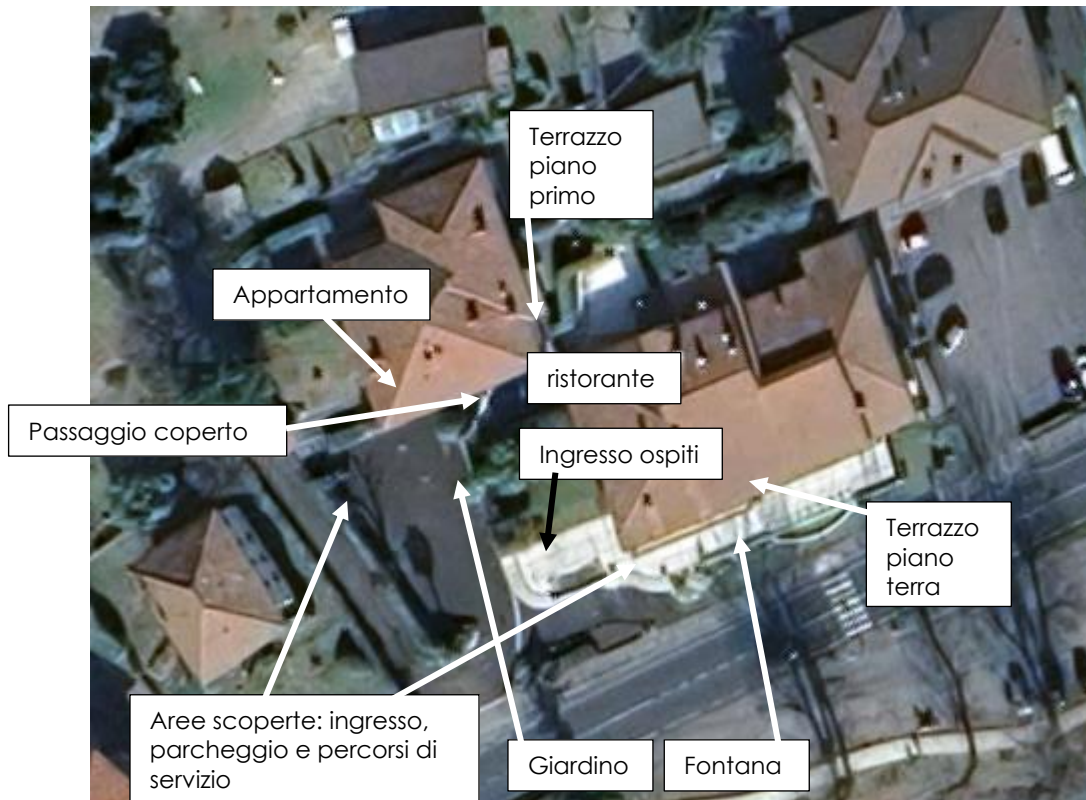 Terrazzo
piano
primo
Appartamento
ristorante
Passaggio coperto
Ingresso ospiti
Terrazzo
piano
terra
Aree scoperte: ingresso,
parcheggio e percorsi di
servizio
Giardino
Fontana